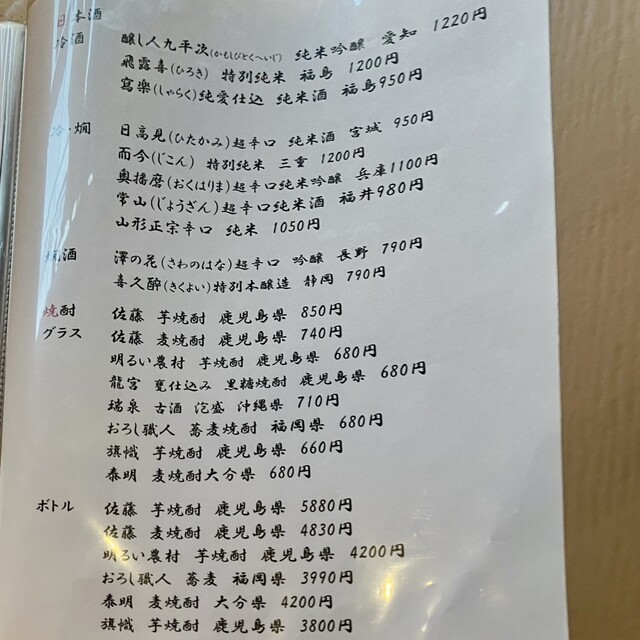 日本酒
冷酒 醸し人九平次(かもしびとくへいじ) 純米吟醸 愛知 1220円
飛露喜(ひろき) 特別純米 福島 1200円
寫楽(しゃらく)純愛仕込 純米酒 福島950円
冷・燗 日高見(ひたかみ)超辛口 純米酒 宮城 950円
而今(じこん) 特別純米 三重 1200円
奥播磨(おくはりま)超辛口純米吟醸 兵庫1100円
常山(じょうざん)超辛口純米酒 福井980円
山形正宗辛口 純米 1050円
燗酒 澤の花(さわのはな)超辛口 吟醸 長野 790円
喜久酔(きくよい)特別本醸造 静岡 790円
焼酎 佐藤 芋焼酎 鹿児島県 850円
グラス 佐藤 麦焼酎 鹿児島県 740円
明るい農村 芋焼酎 鹿児島県 680円
龍宮 甕仕込み 黒糖焼酎 鹿児島県 680円
瑞泉 古酒 泡盛 沖縄県 710円
おろし職人 蕎麦焼酎 福岡県 680円
旗幟 芋焼酎 鹿児島県 660円
泰明 麦焼酎大分県 680円
ボトル 佐藤 芋焼酎 鹿児島県 5880円
佐藤 麦焼酎 鹿児島県 4830円
明るい農村 芋焼酎 鹿児島県 4200円
おろし職人 蕎麦 福岡県 3990円
泰明 麦焼酎 大分県 4200円
旗幟 芋焼酎 鹿児島県 3800円